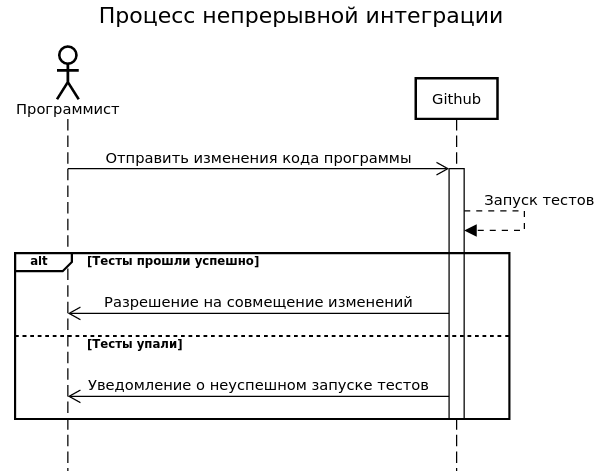 Процесс непрерывной интеграции
Программист
Github
Отправить изменения кода программы
Запуск тестов
alt
[Тесты прошли успешно]
Разрешение на совмещение изменений
[Тесты упали]
Уведомление о неуспешном запуске тестов